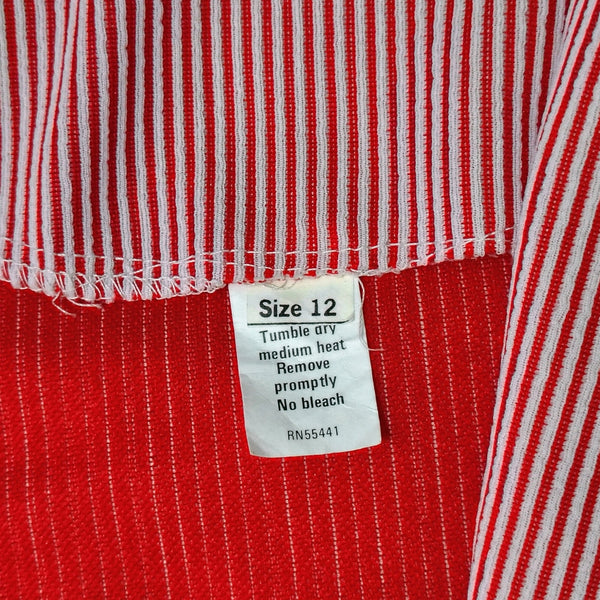 Size 12
Tumble dry
medium heat
Remove
promptly
No bleach
RN55441